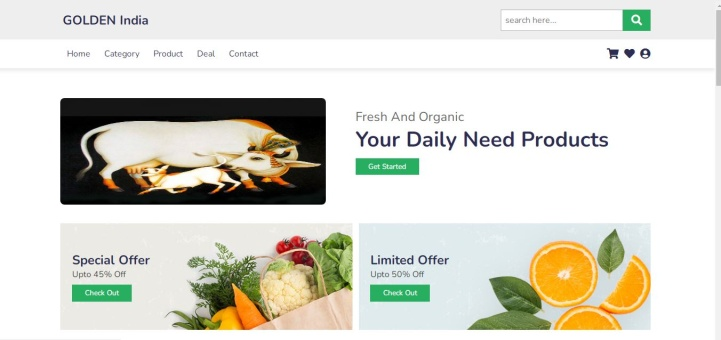 GOLDEN India
search here...
Home Category Product Deal Contact
Fresh And Organic
Your Daily Need Products
Get Started
Special Offer
Upto 45% Off
Check Out
Limited Offer
Upto 50% Off
Check Out